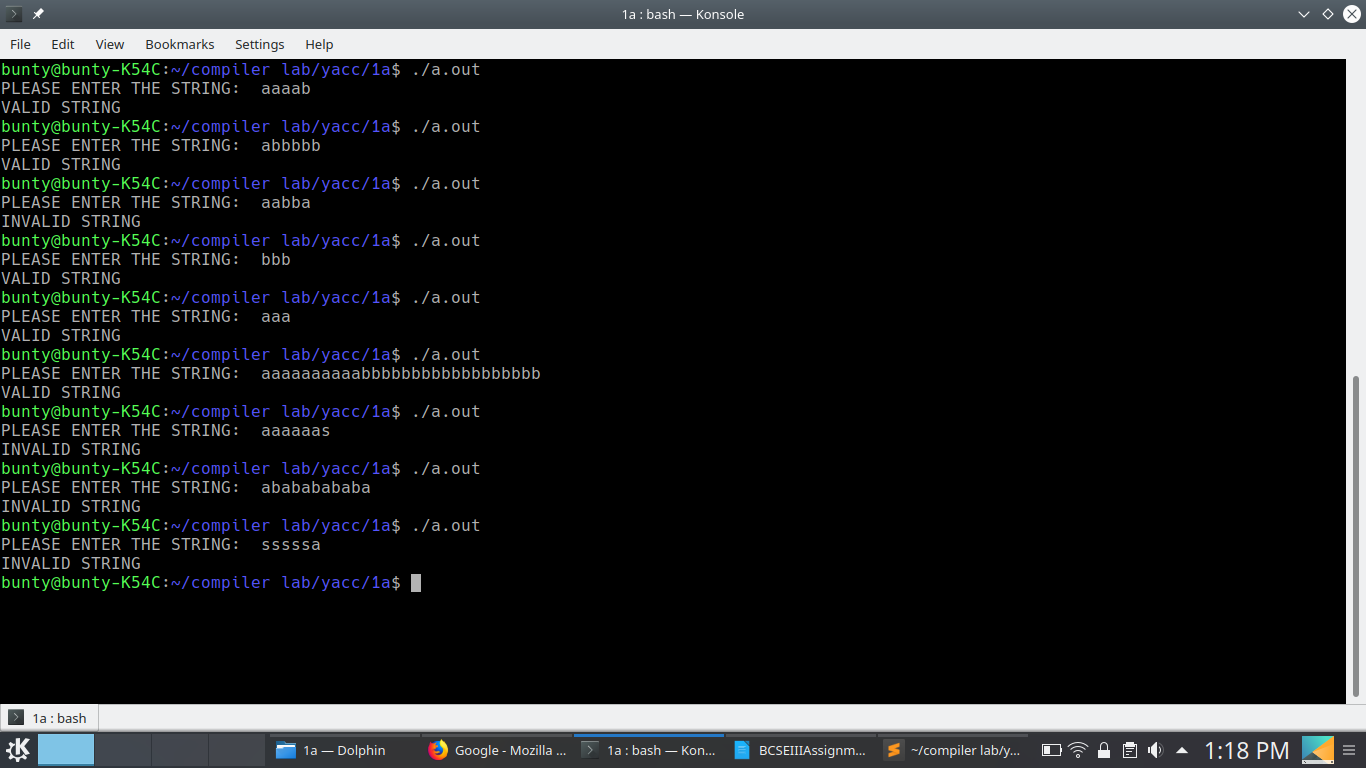 1a : bash — Konsole
File Edit View Bookmarks Settings Help
bunty@bunty-K54C:~/compiler lab/yacc/1a$ ./a.out
PLEASE ENTER THE STRING:  aaaab
VALID STRING
bunty@bunty-K54C:~/compiler lab/yacc/1a$ ./a.out
PLEASE ENTER THE STRING:  abbbbb
VALID STRING
bunty@bunty-K54C:~/compiler lab/yacc/1a$ ./a.out
PLEASE ENTER THE STRING:  aabba
INVALID STRING
bunty@bunty-K54C:~/compiler lab/yacc/1a$ ./a.out
PLEASE ENTER THE STRING:  bbb
VALID STRING
bunty@bunty-K54C:~/compiler lab/yacc/1a$ ./a.out
PLEASE ENTER THE STRING:  aaa
VALID STRING
bunty@bunty-K54C:~/compiler lab/yacc/1a$ ./a.out
PLEASE ENTER THE STRING:  aaaaaaaaaabbbbbbbbbbbbbbbbbb
VALID STRING
bunty@bunty-K54C:~/compiler lab/yacc/1a$ ./a.out
PLEASE ENTER THE STRING:  aaaaaas
INVALID STRING
bunty@bunty-K54C:~/compiler lab/yacc/1a$ ./a.out
PLEASE ENTER THE STRING:  abababababa
INVALID STRING
bunty@bunty-K54C:~/compiler lab/yacc/1a$ ./a.out
PLEASE ENTER THE STRING:  sssssa
INVALID STRING
bunty@bunty-K54C:~/compiler lab/yacc/1a$
1a : bash
1a — Dolphin Google - Mozilla ... 1a : bash — Kon... BCSEIIIAssignm... ~/compiler lab/y... 1:18 PM